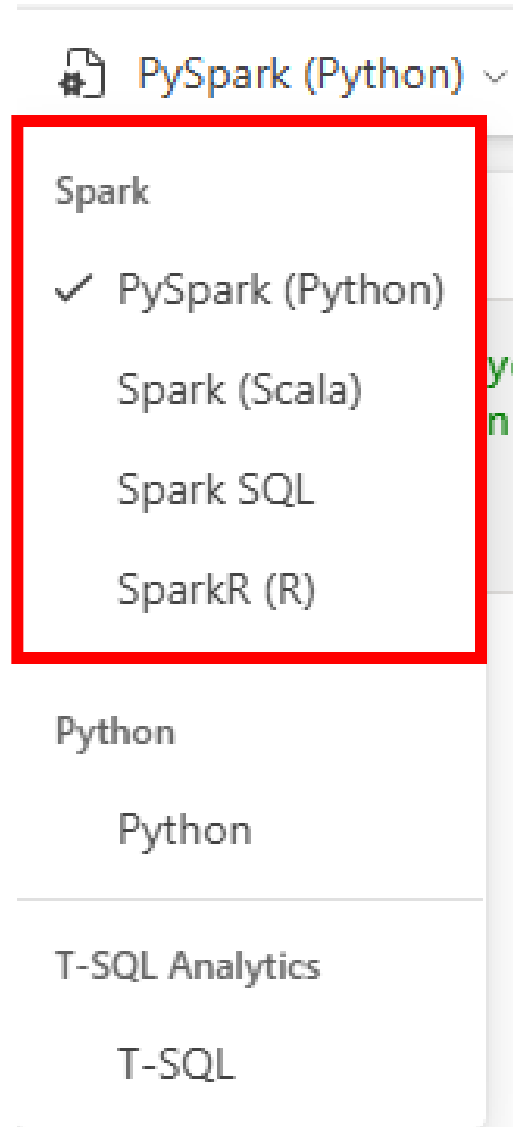 PySpark (Python)
Spark
PySpark (Python)
Spark (Scala)
Spark SQL
SparkR (R)
Python
Python
T-SQL Analytics
T-SQL